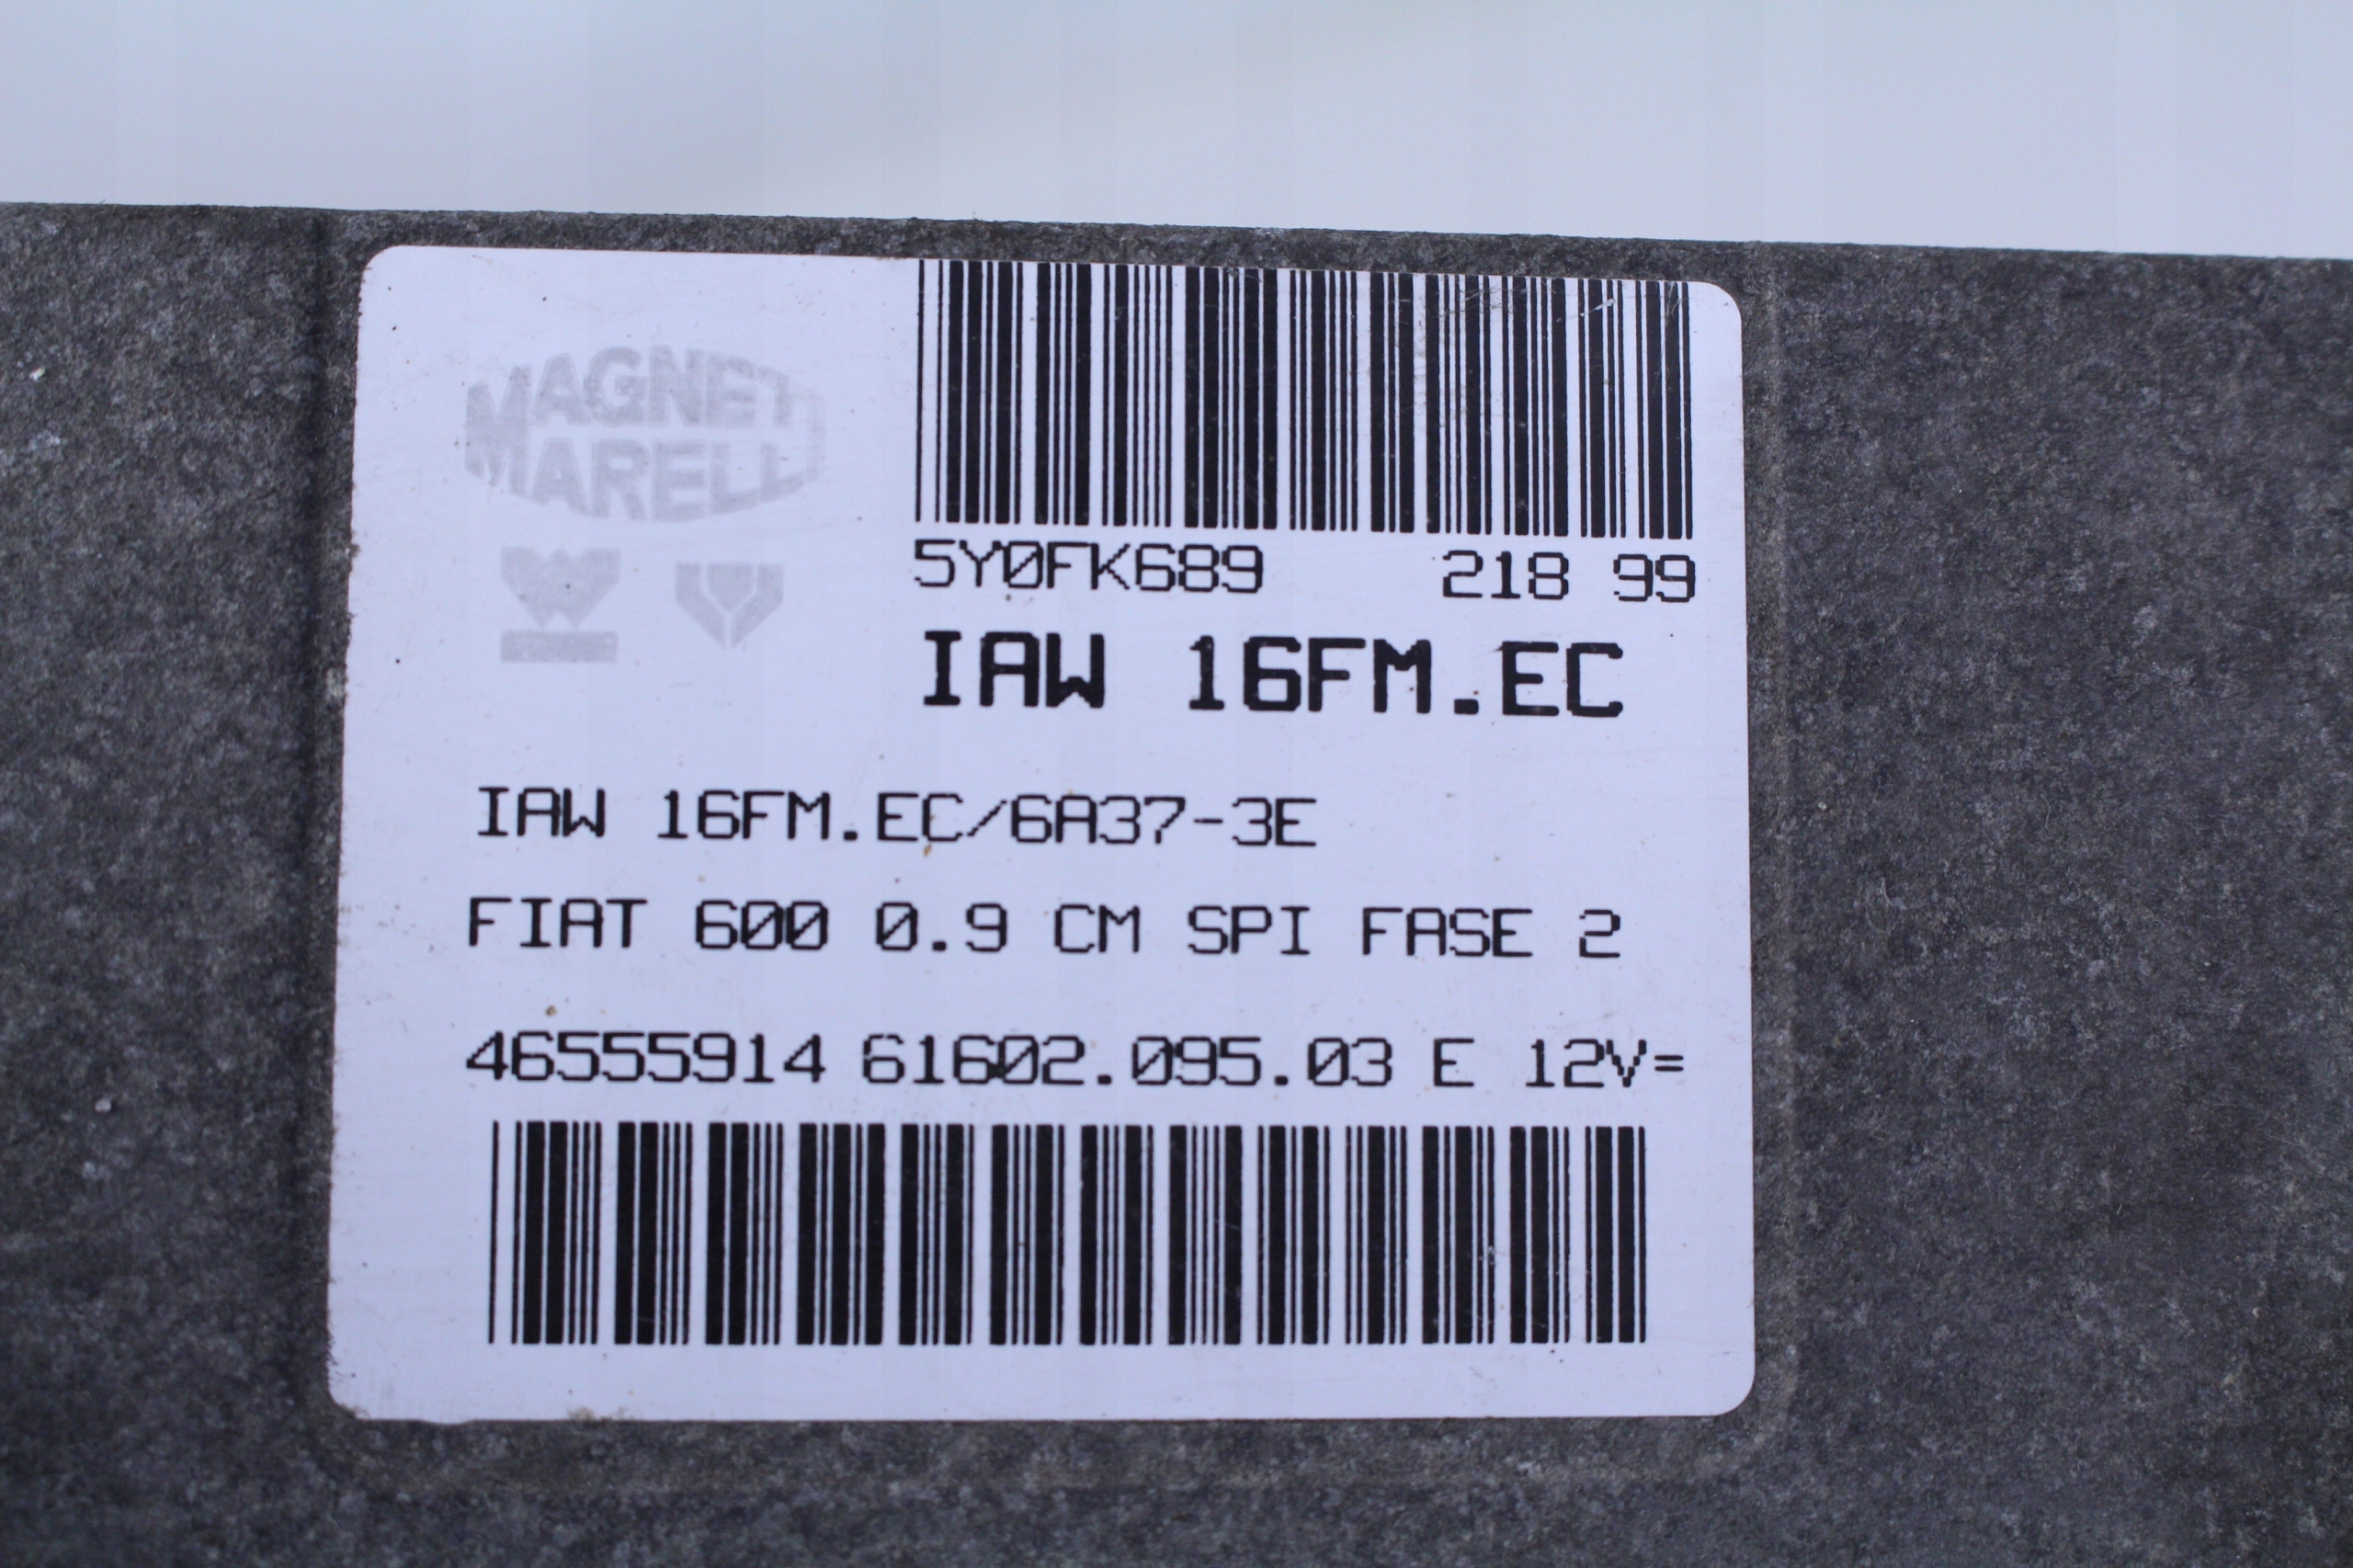 MAGNETI
MARELLI
5Y0FK689 218 99
IAW 16FM.EC
IAW 16FM.EC/6A37-3E
FIAT 600 0.9 CM SPI FASE 2
46555914 61602.095.03 E 12V=